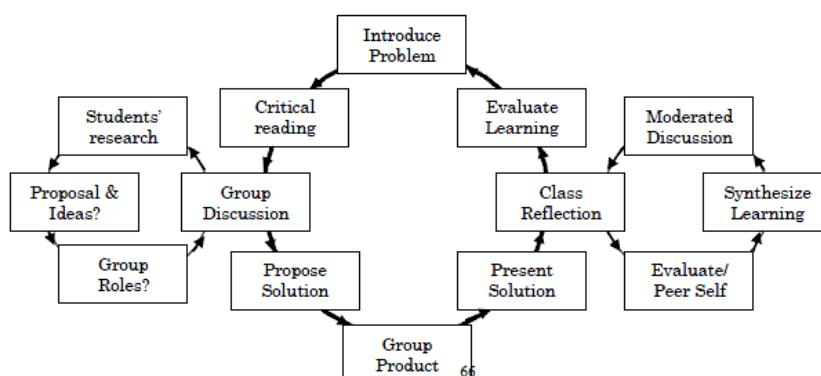 Introduce
Problem
Critical
reading
Evaluate
Learning
Students'
research
Moderated
Discussion
Proposal &
Ideas?
Group
Discussion
Class
Reflection
Synthesize
Learning
Group
Roles?
Propose
Solution
Present
Solution
Evaluate/
Peer Self
Group
Product
66